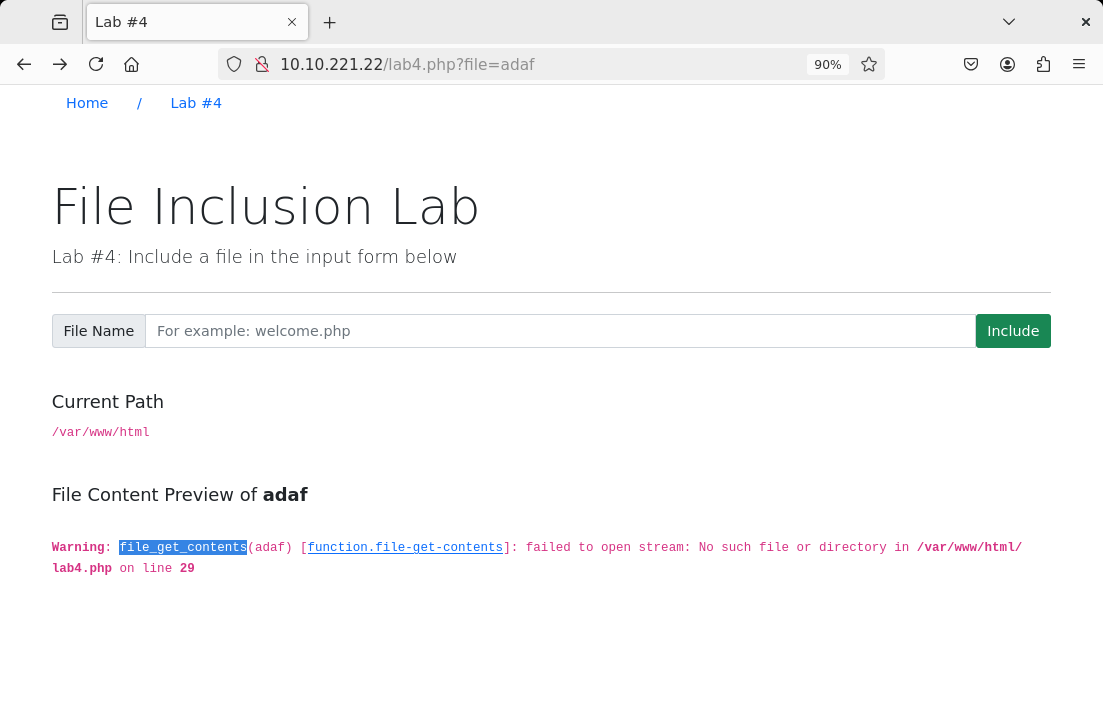 Lab #4
10.10.221.22/lab4.php?file=adaf
90%
Home / Lab #4
File Inclusion Lab
Lab #4: Include a file in the input form below
File Name For example: welcome.php Include
Current Path
/var/www/html
File Content Preview of adaf
Warning: file_get_contents(adaf) [function.file-get-contents]: failed to open stream: No such file or directory in /var/www/html/
lab4.php on line 29